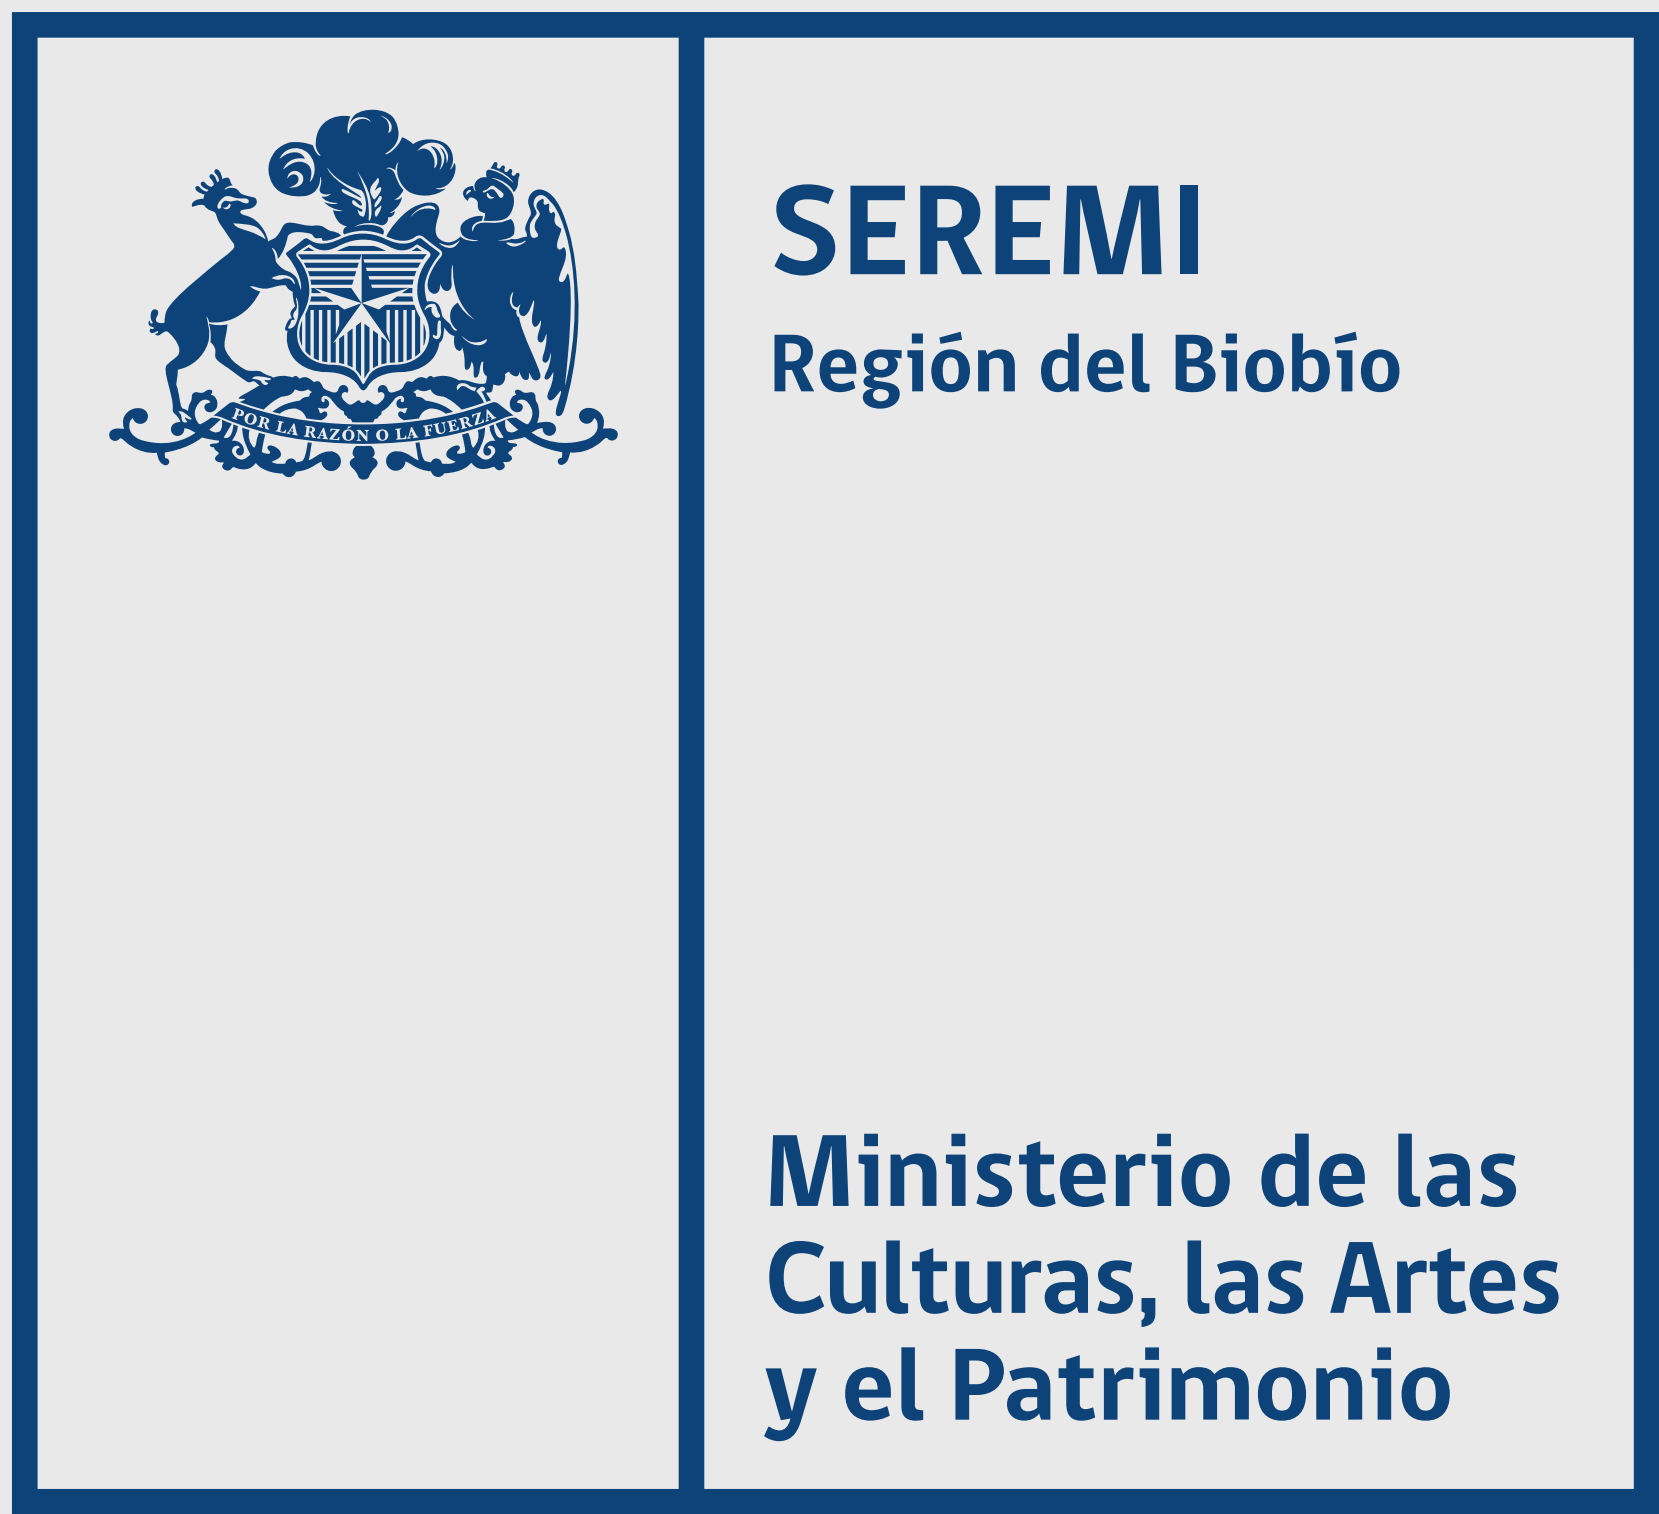 POR LA RAZÓN O LA FUERZA
SEREMI
Región del Biobío
Ministerio de las
Culturas, las Artes
y el Patrimonio